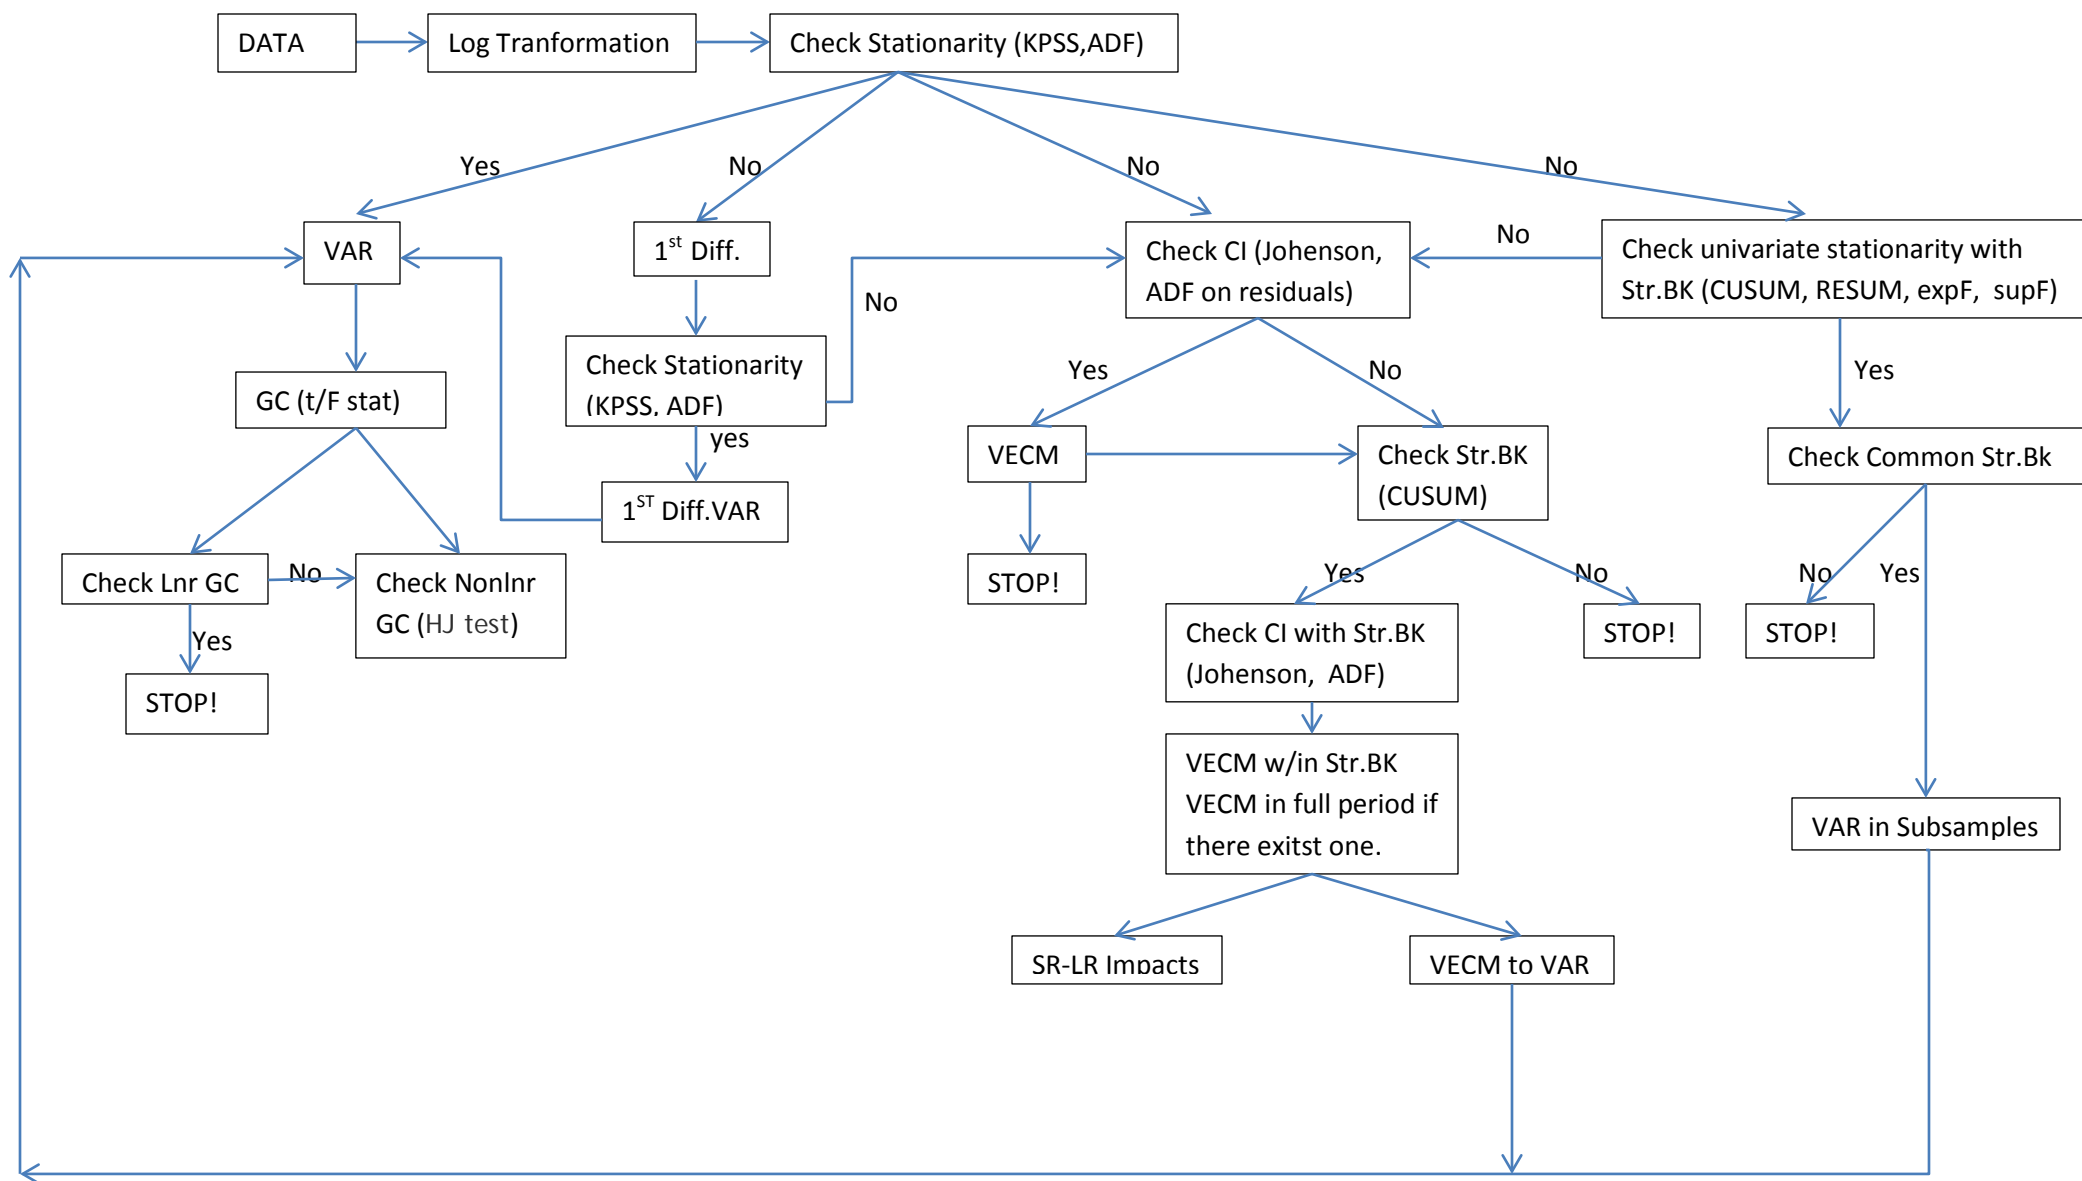 DATA
Log Tranformation
Check Stationarity (KPSS,ADF)
Yes
No
No
No
VAR
1st Diff.
Check CI (Johenson,
ADF on residuals)
No
Check univariate stationarity with
Str.BK (CUSUM, RESUM, expF, supF)
No
GC (t/F stat)
Check Stationarity
(KPSS, ADF)
Yes
No
Yes
yes
VECM
Check Str.BK
(CUSUM)
Check Common Str.Bk
1ST Diff.VAR
Check Lnr GC
No
Check Nonlnr
GC (HJ test)
STOP!
Yes
No
No
Yes
Yes
STOP!
Check CI with Str.BK
(Johenson, ADF)
STOP!
STOP!
VECM w/in Str.BK
VECM in full period if
there exitst one.
VAR in Subsamples
SR-LR Impacts
VECM to VAR